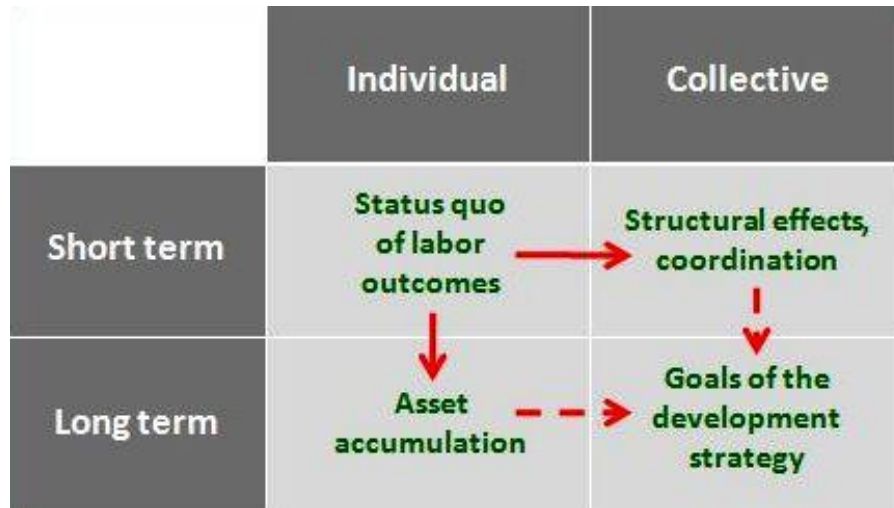 Individual
Collective
Short term
Status quo
of labor
outcomes
Structural effects,
coordination
Long term
Asset
accumulation
Goals of the
development
strategy